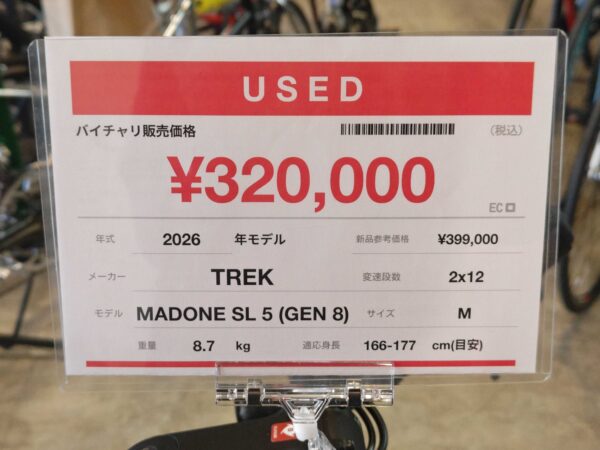 USED
バイチャリ販売価格 (税込)
¥320,000
EC
年式 2026 年モデル 新品参考価格 ¥399,000
メーカー TREK 変速段数 2x12
モデル MADONE SL 5 (GEN 8) サイズ M
重量 8.7 kg 適応身長 166-177 cm(目安)